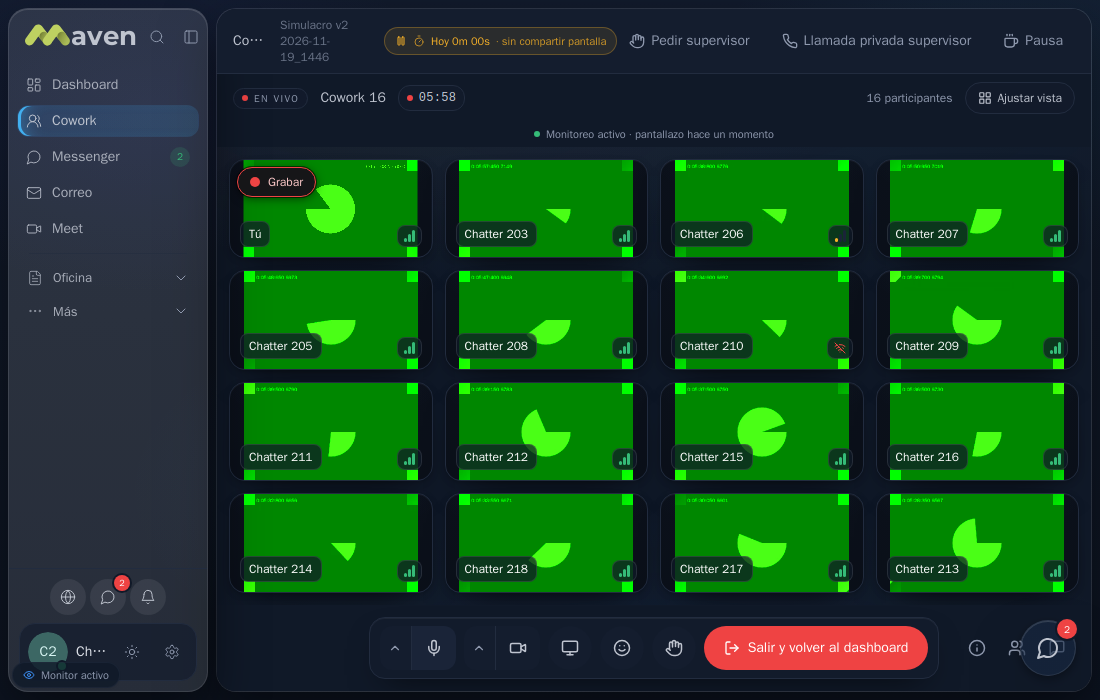 Maven
Dashboard
Cowork
Messenger
2
Correo
Meet
Oficina
Más
2
C2
Ch···
Monitor activo
Co···
Simulacro v2
2026-11-
19_1446
Hoy 0m 00s · sin compartir pantalla
Pedir supervisor
Llamada privada supervisor
Pausa
EN VIVO
Cowork 16
05:58
16 participantes
Ajustar vista
Monitoreo activo · pantallazo hace un momento
Grabar
Tú
Chatter 203
Chatter 206
Chatter 207
Chatter 205
Chatter 208
Chatter 210
Chatter 209
Chatter 211
Chatter 212
Chatter 215
Chatter 216
Chatter 214
Chatter 218
Chatter 217
Chatter 213
Salir y volver al dashboard
2